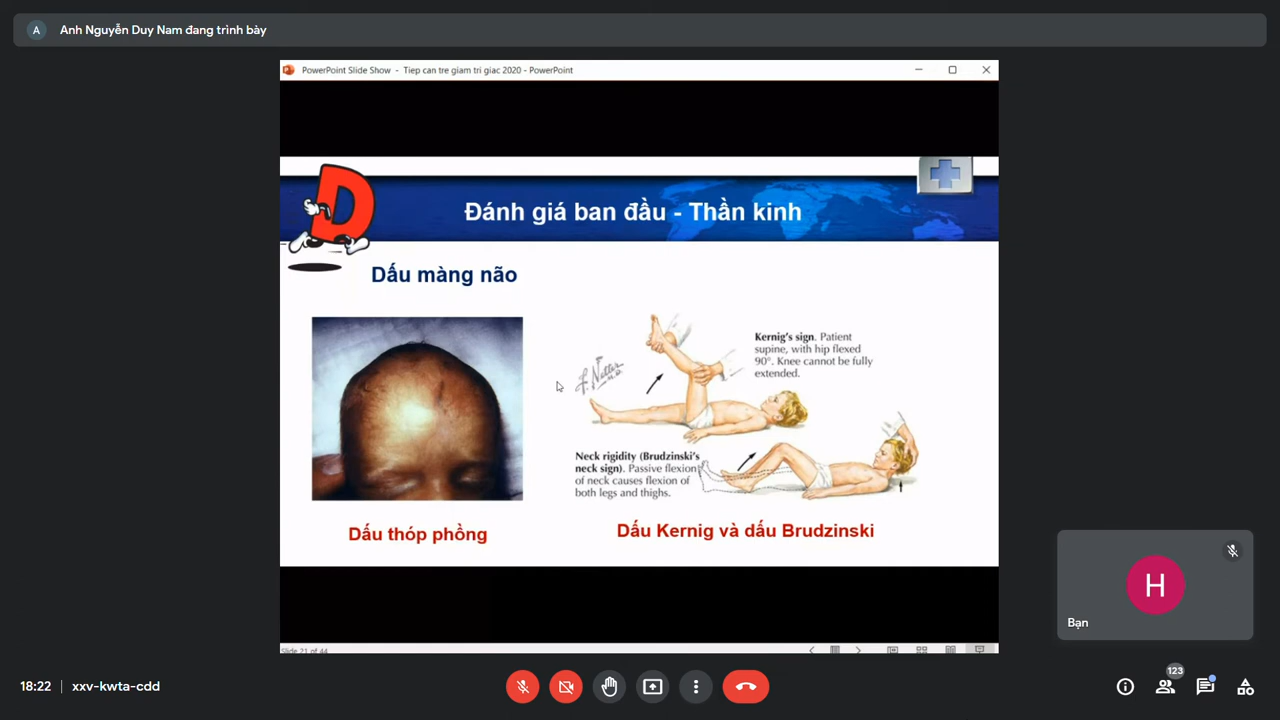 A
Anh Nguyễn Duy Nam đang trình bày
PowerPoint Slide Show - Tiep can tre giam tri giac 2020 - PowerPoint
D
Đánh giá ban đầu - Thần kinh
Dấu màng não
Kernig's sign. Patient
supine, with hip flexed
90°. Knee cannot be fully
extended.
F. Netter
M.D.
Neck rigidity (Brudzinski's
neck sign). Passive flexion
of neck causes flexion of
both legs and thighs.
Dấu thóp phồng
Dấu Kernig và dấu Brudzinski
H
Bạn
Slide 21 of 44
18:22
xxv-kwta-cdd
123